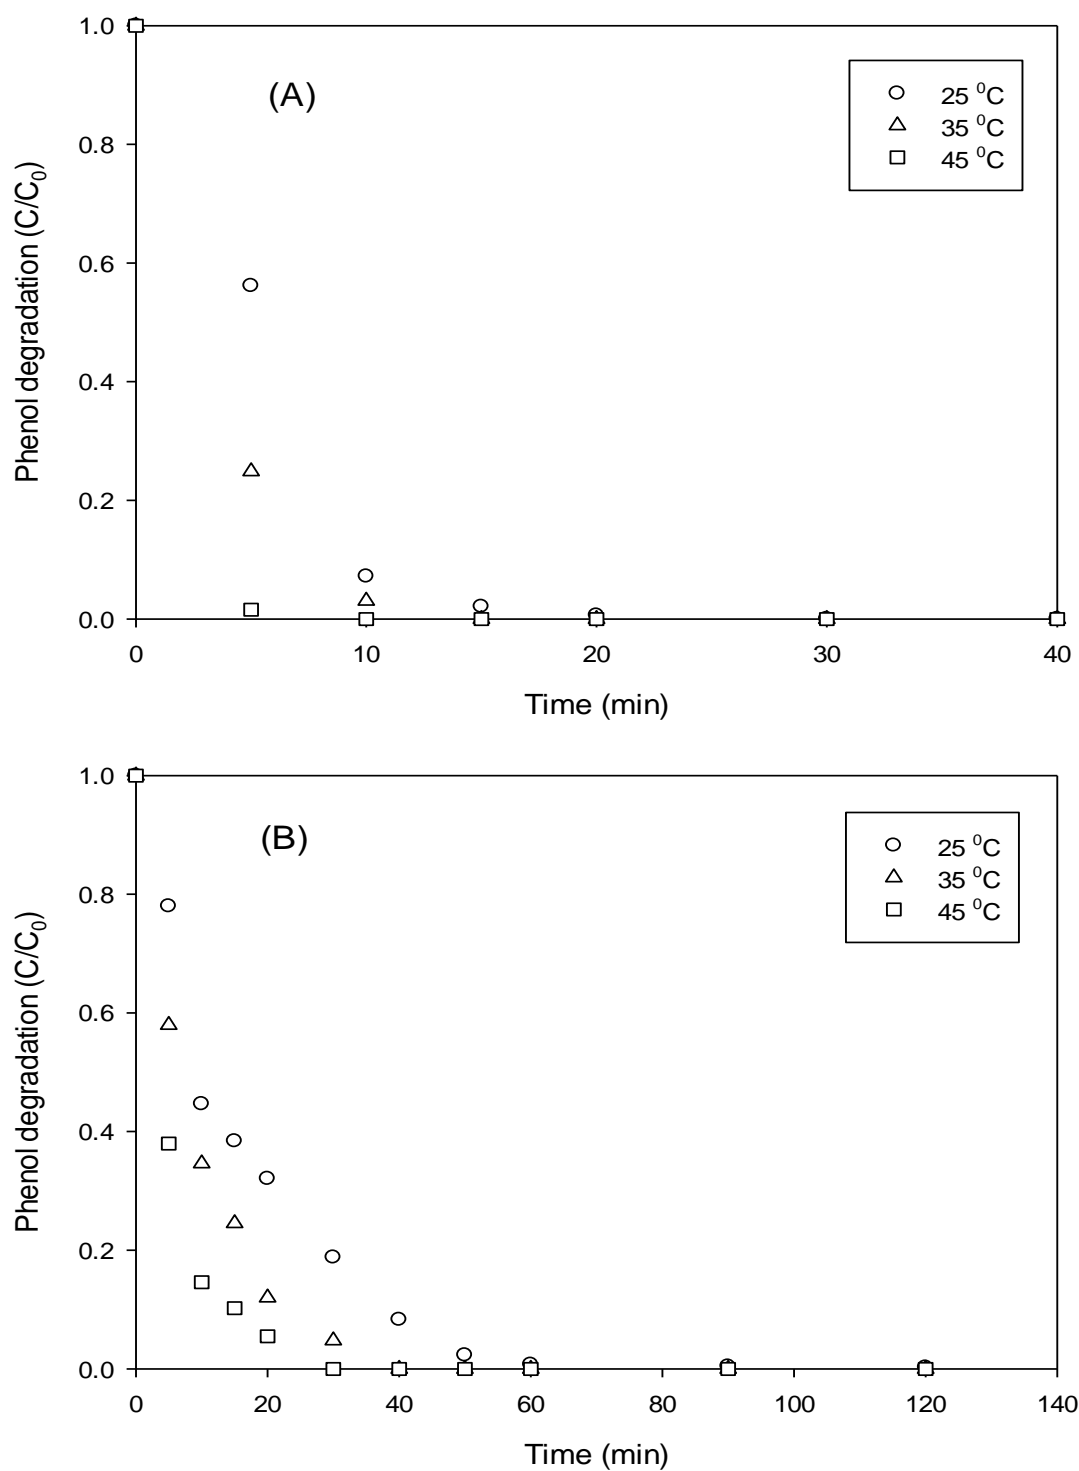 1.0
(A)
25 ⁰C
35 ⁰C
45 ⁰C
0.8
0.6
0.4
0.2
0.0
Phenol degradation (C/C₀)
0 10 20 30 40
Time (min)
1.0
(B)
25 ⁰C
35 ⁰C
45 ⁰C
0.8
0.6
0.4
0.2
0.0
Phenol degradation (C/C₀)
0 20 40 60 80 100 120 140
Time (min)